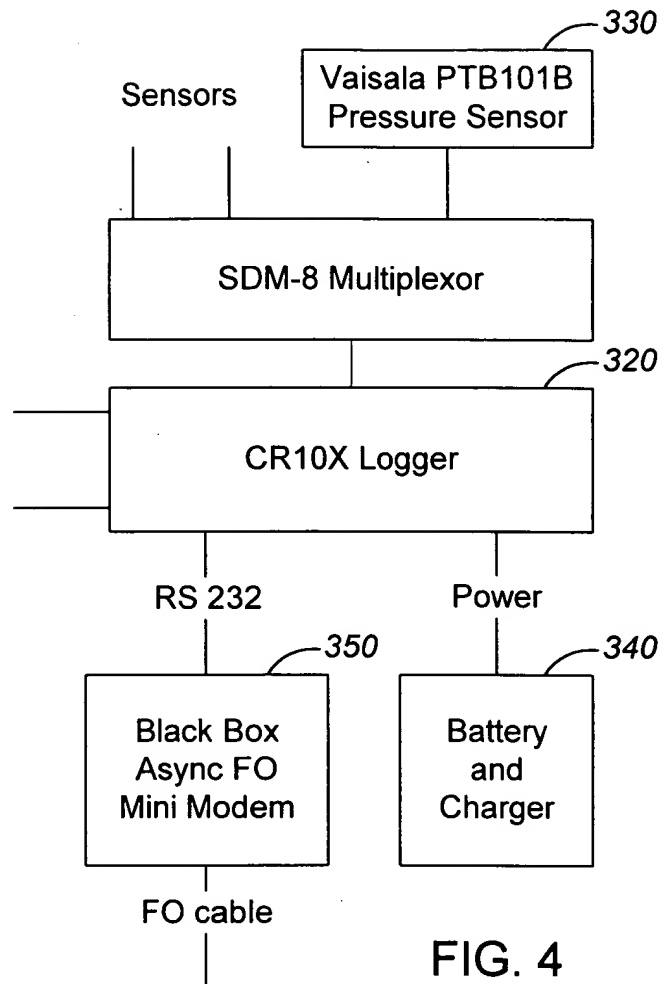 330
Vaisala PTB101B
Pressure Sensor
Sensors
SDM-8 Multiplexor
320
CR10X Logger
RS 232
Power
350
340
Black Box
Async FO
Mini Modem
Battery
and
Charger
FO cable
FIG. 4